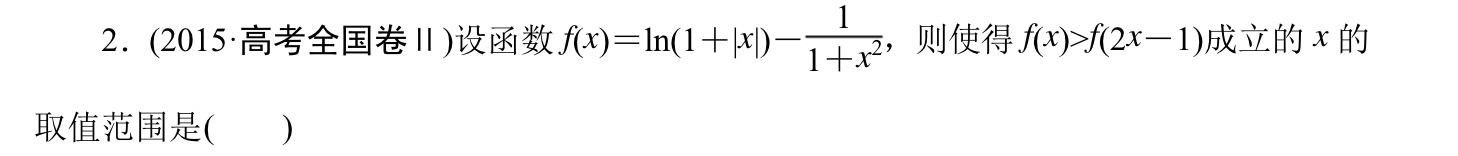 2．(2015·高考全国卷Ⅱ)设函数 f(x)＝ln(1＋|x|)－\frac{1}{1＋x²}，则使得 f(x)>f(2x－1)成立的 x 的
取值范围是(　　)